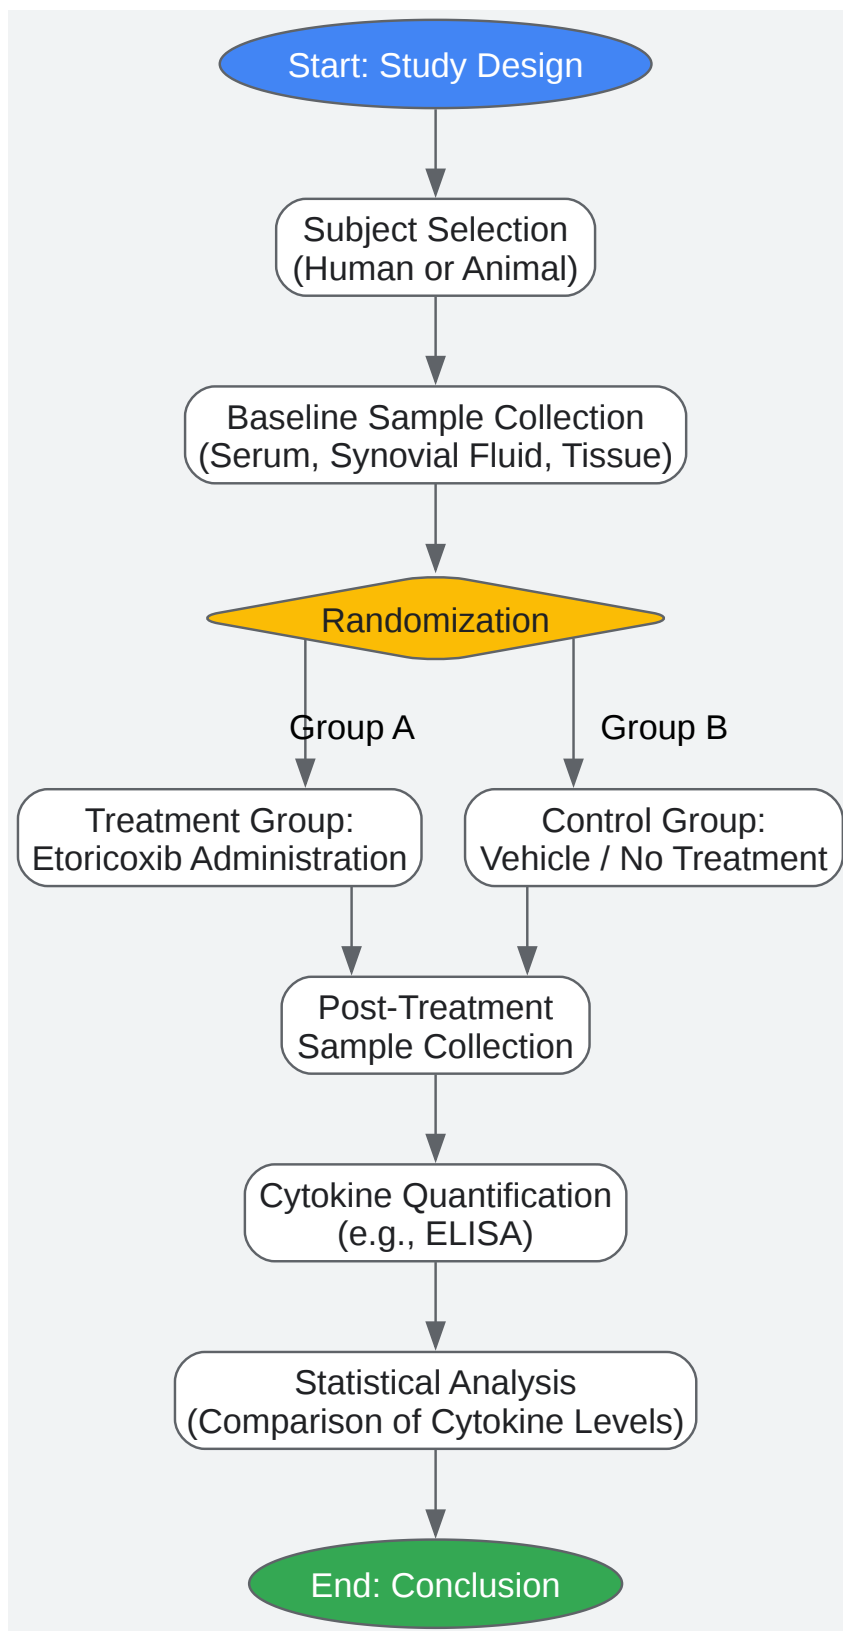 Start: Study Design
Subject Selection
(Human or Animal)
Baseline Sample Collection
(Serum, Synovial Fluid, Tissue)
Randomization
Group A
Group B
Treatment Group:
Etoricoxib Administration
Control Group:
Vehicle / No Treatment
Post-Treatment
Sample Collection
Cytokine Quantification
(e.g., ELISA)
Statistical Analysis
(Comparison of Cytokine Levels)
End: Conclusion